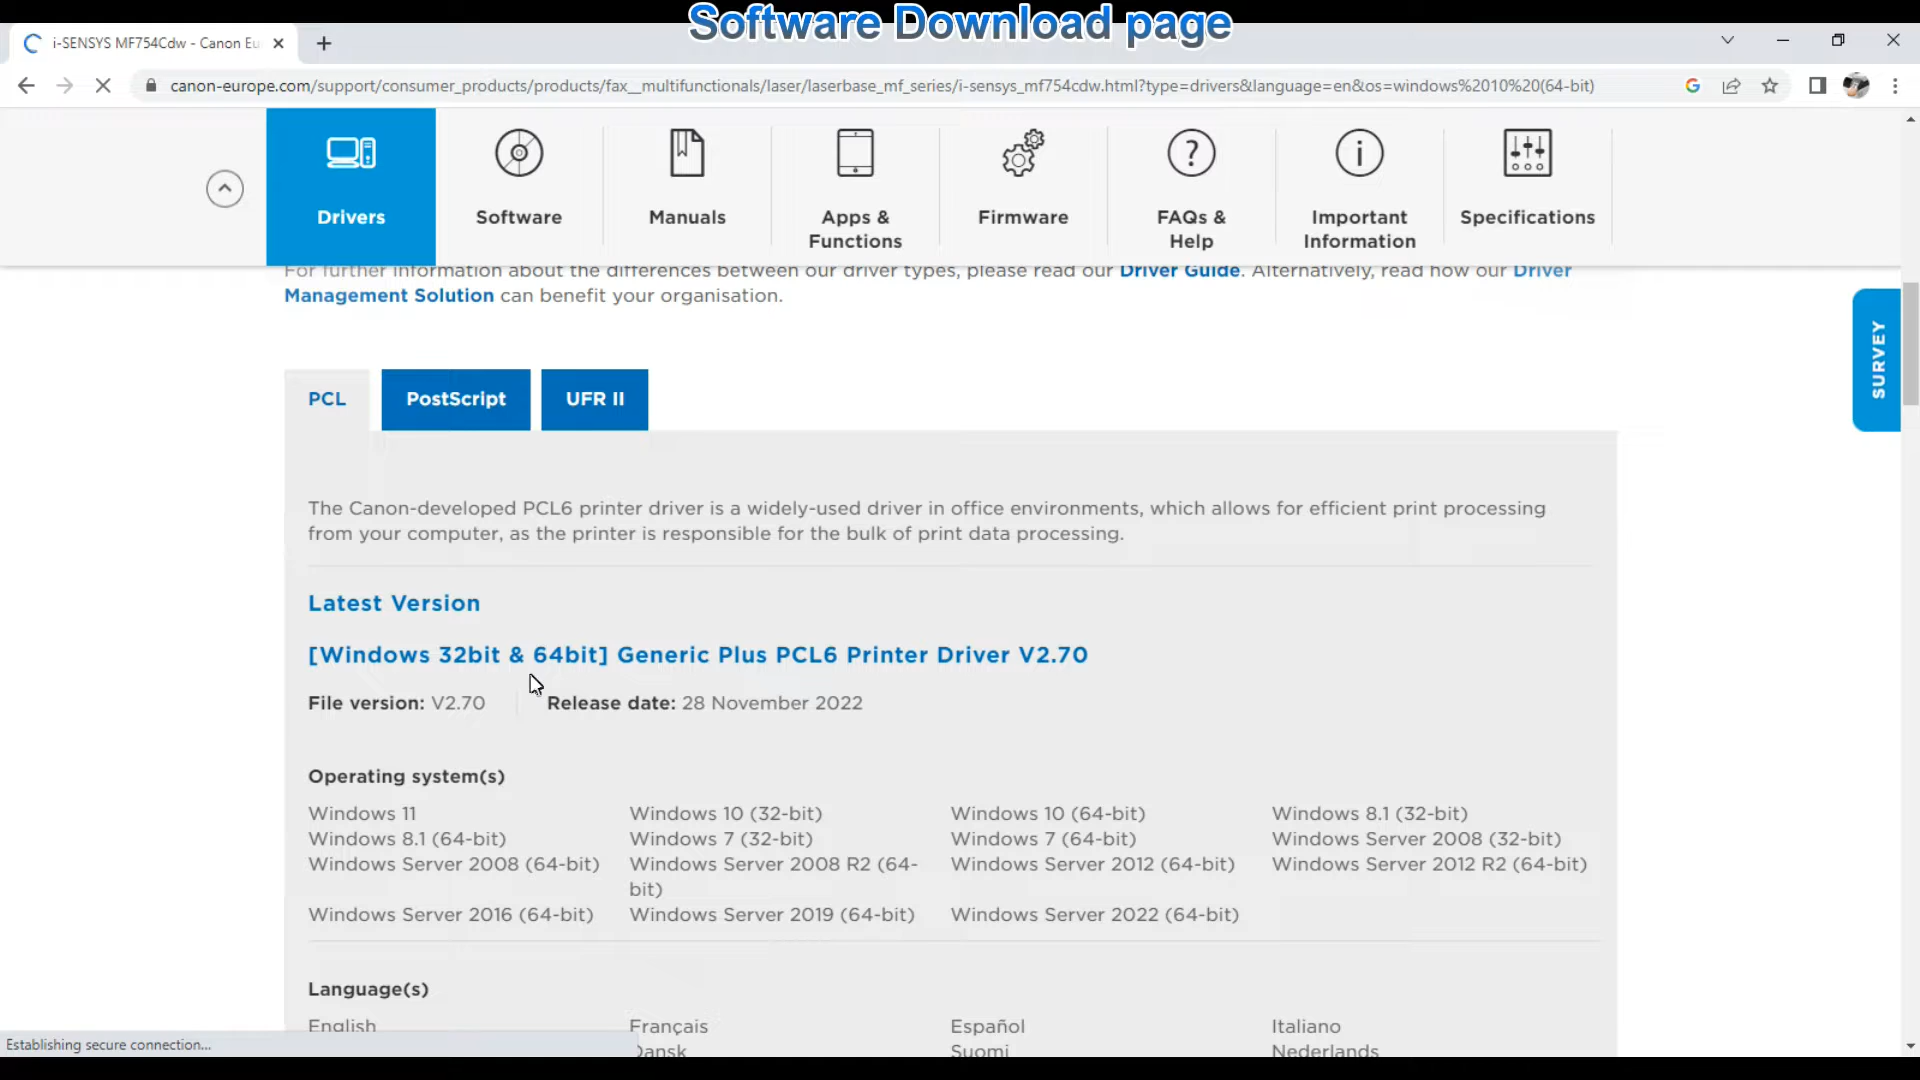 Software Download page
i-SENSYS MF754Cdw - Canon Eu
canon-europe.com/support/consumer_products/products/fax__multifunctionals/laser/laserbase_mf_series/i-sensys_mf754cdw.html?type=drivers&language=en&os=windows%2010%20(64-bit)
Drivers
Software
Manuals
Apps &
Functions
Firmware
FAQs &
Help
Important
Information
Specifications
For further information about the differences between our driver types, please read our Driver Guide. Alternatively, read how our Driver
Management Solution can benefit your organisation.
SURVEY
PCL
PostScript
UFR II
The Canon-developed PCL6 printer driver is a widely-used driver in office environments, which allows for efficient print processing
from your computer, as the printer is responsible for the bulk of print data processing.
Latest Version
[Windows 32bit & 64bit] Generic Plus PCL6 Printer Driver V2.70
File version: V2.70
Release date: 28 November 2022
Operating system(s)
Windows 11 Windows 10 (32-bit) Windows 10 (64-bit) Windows 8.1 (32-bit)
Windows 8.1 (64-bit) Windows 7 (32-bit) Windows 7 (64-bit) Windows Server 2008 (32-bit)
Windows Server 2008 (64-bit) Windows Server 2008 R2 (64- Windows Server 2012 (64-bit) Windows Server 2012 R2 (64-bit)
bit)
Windows Server 2016 (64-bit) Windows Server 2019 (64-bit) Windows Server 2022 (64-bit)
Language(s)
English Français Español Italiano
Dansk Suomi Nederlands
Establishing secure connection...